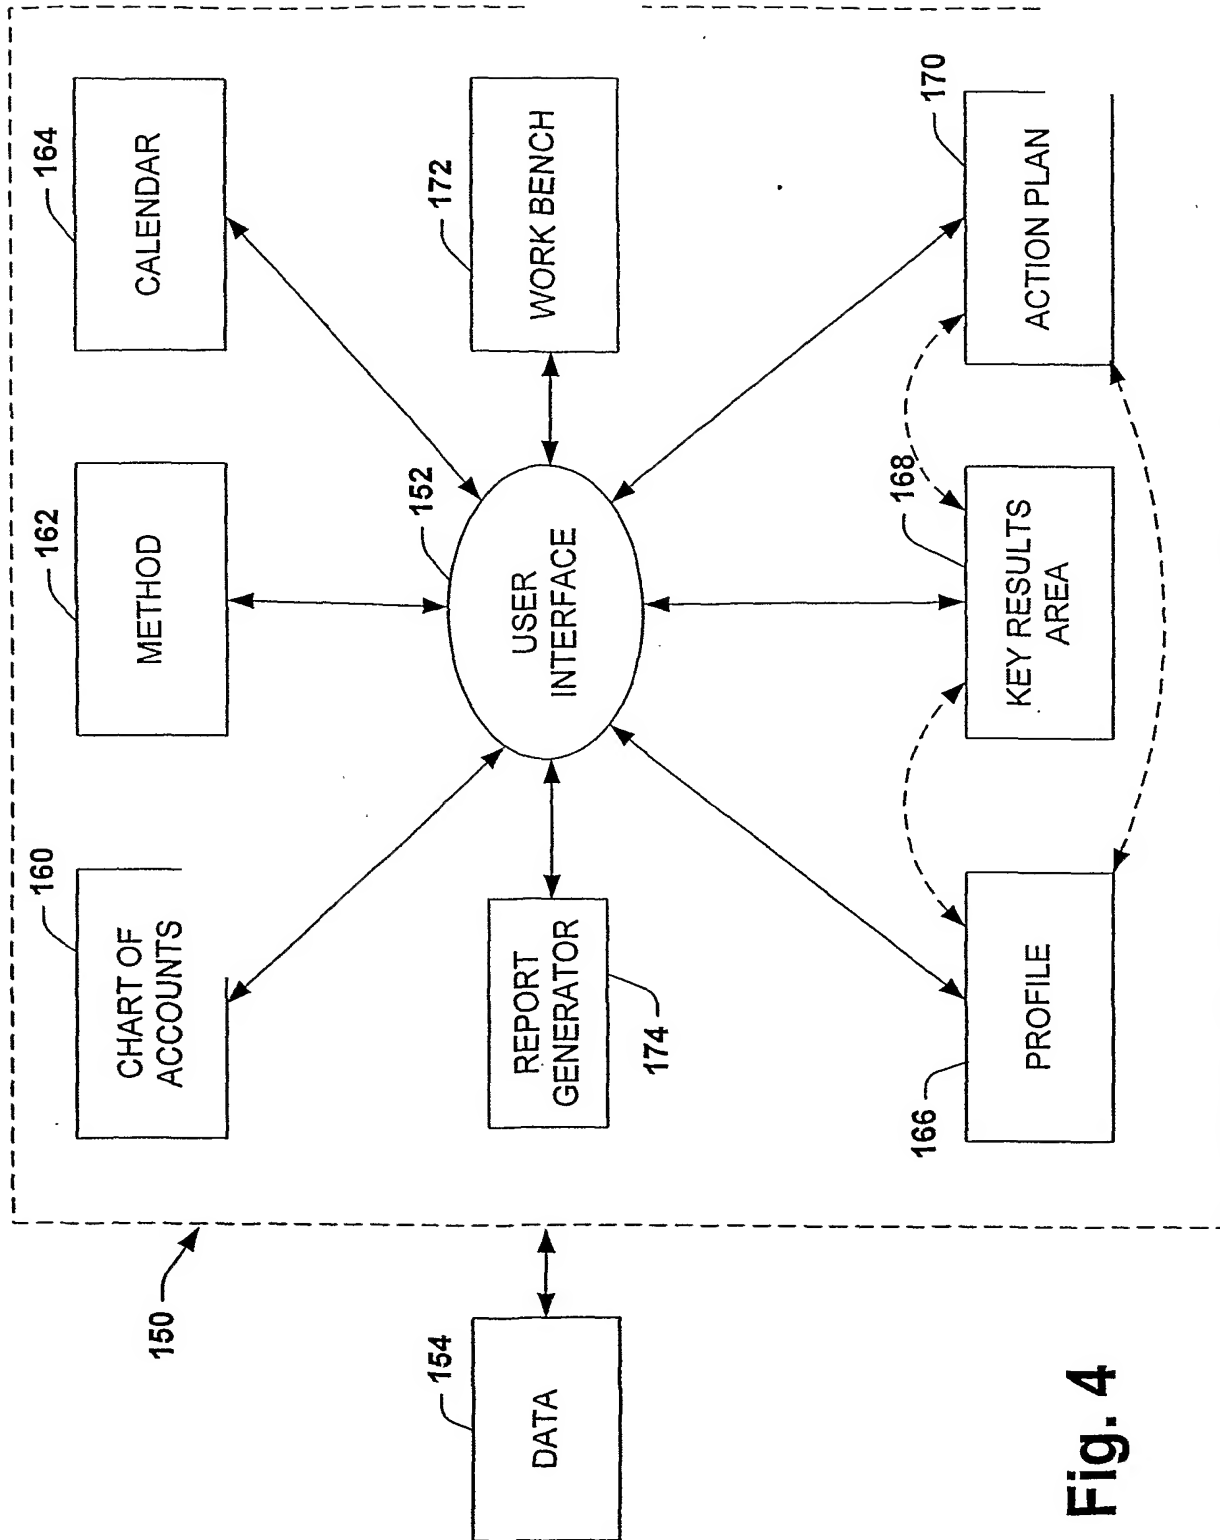 150
160
CHART OF
ACCOUNTS
162
METHOD
164
CALENDAR
154
DATA
REPORT
GENERATOR
174
152
USER
INTERFACE
172
WORK BENCH
166
PROFILE
168
KEY RESULTS
AREA
170
ACTION PLAN
Fig. 4